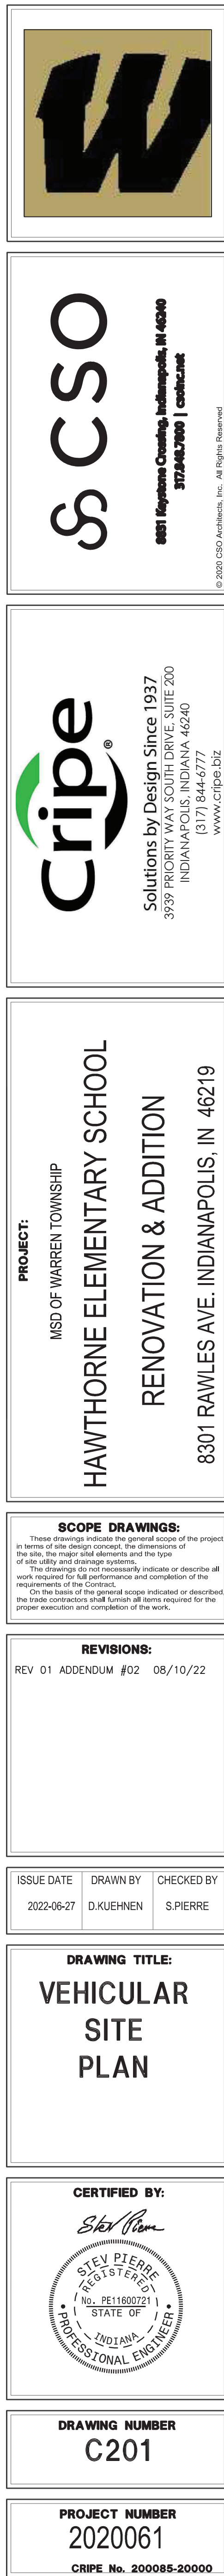 W
CSO
8831 Keystone Crossing, Indianapolis, IN 46240
317.848.7800 | csoinc.net
© 2020 CSO Architects, Inc. All Rights Reserved
Cripe®
Solutions by Design Since 1937
3939 PRIORITY WAY SOUTH DRIVE, SUITE 200
INDIANAPOLIS, INDIANA 46240
(317) 844-6777
www.cripe.biz
PROJECT:
MSD OF WARREN TOWNSHIP
HAWTHORNE ELEMENTARY SCHOOL
RENOVATION & ADDITION
8301 RAWLES AVE. INDIANAPOLIS, IN 46219
SCOPE DRAWINGS:
These drawings indicate the general scope of the project
in terms of site design concept, the dimensions of
the site, the major sitel elements and the type
of site utility and drainage systems.
The drawings do not necessarily indicate or describe all
work required for full performance and completion of the
requirements of the Contract.
On the basis of the general scope indicated or described,
the trade contractors shall furnish all items required for the
proper execution and completion of the work.
REVISIONS:
REV 01 ADDENDUM #02 08/10/22
ISSUE DATE DRAWN BY CHECKED BY
2022-06-27 D.KUEHNEN S.PIERRE
DRAWING TITLE:
VEHICULAR
SITE
PLAN
CERTIFIED BY:
Stev Pierre
STEV PIERRE
REGISTERED
No. PE11600721
STATE OF
INDIANA
PROFESSIONAL ENGINEER
DRAWING NUMBER
C201
PROJECT NUMBER
2020061
CRIPE No. 200085-20000